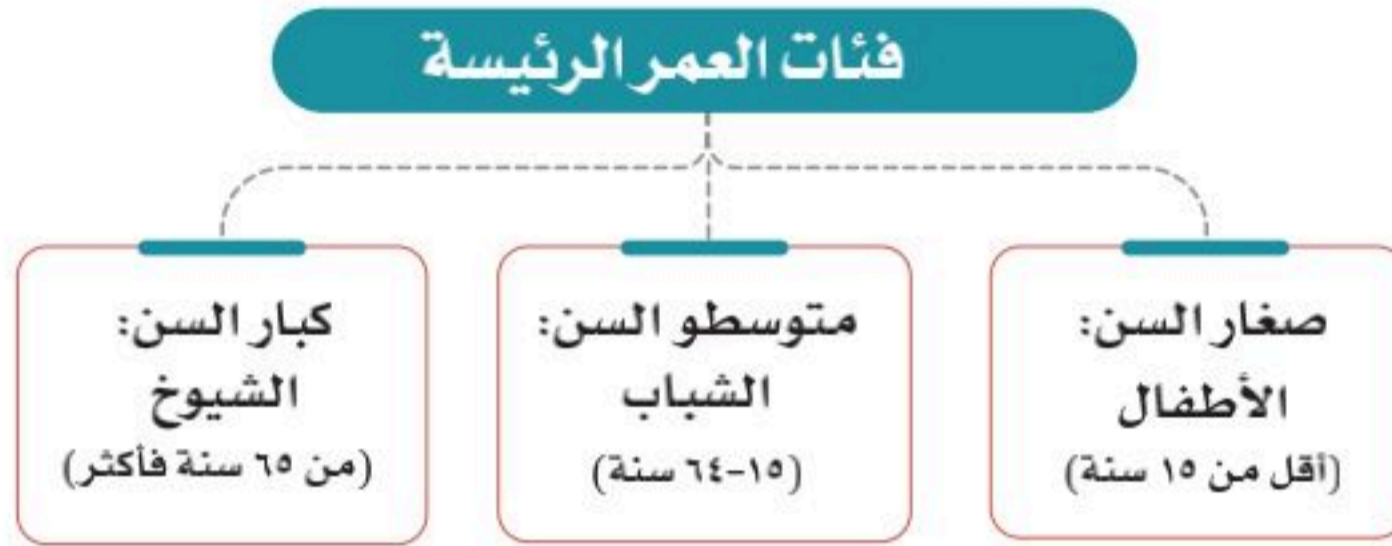 فئات العمر الرئيسة
صغار السن:
الأطفال
(أقل من ١٥ سنة)
متوسطو السن:
الشباب
(١٥-٦٤ سنة)
كبار السن:
الشيوخ
(من ٦٥ سنة فأكثر)